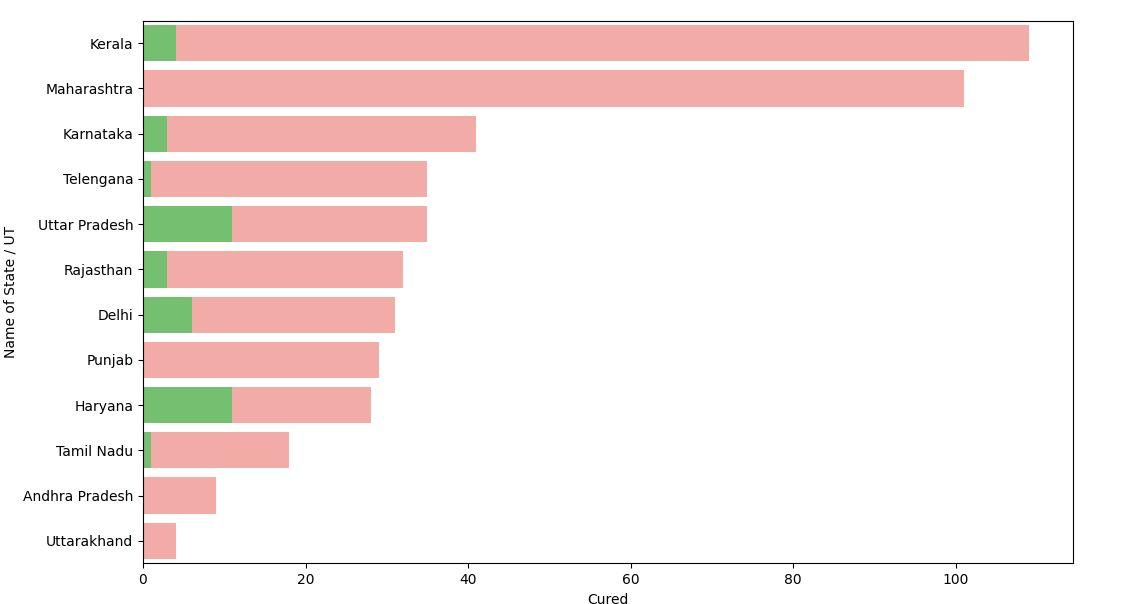 Name of State / UT
Kerala
Maharashtra
Karnataka
Telengana
Uttar Pradesh
Rajasthan
Delhi
Punjab
Haryana
Tamil Nadu
Andhra Pradesh
Uttarakhand
0 20 40 60 80 100
Cured